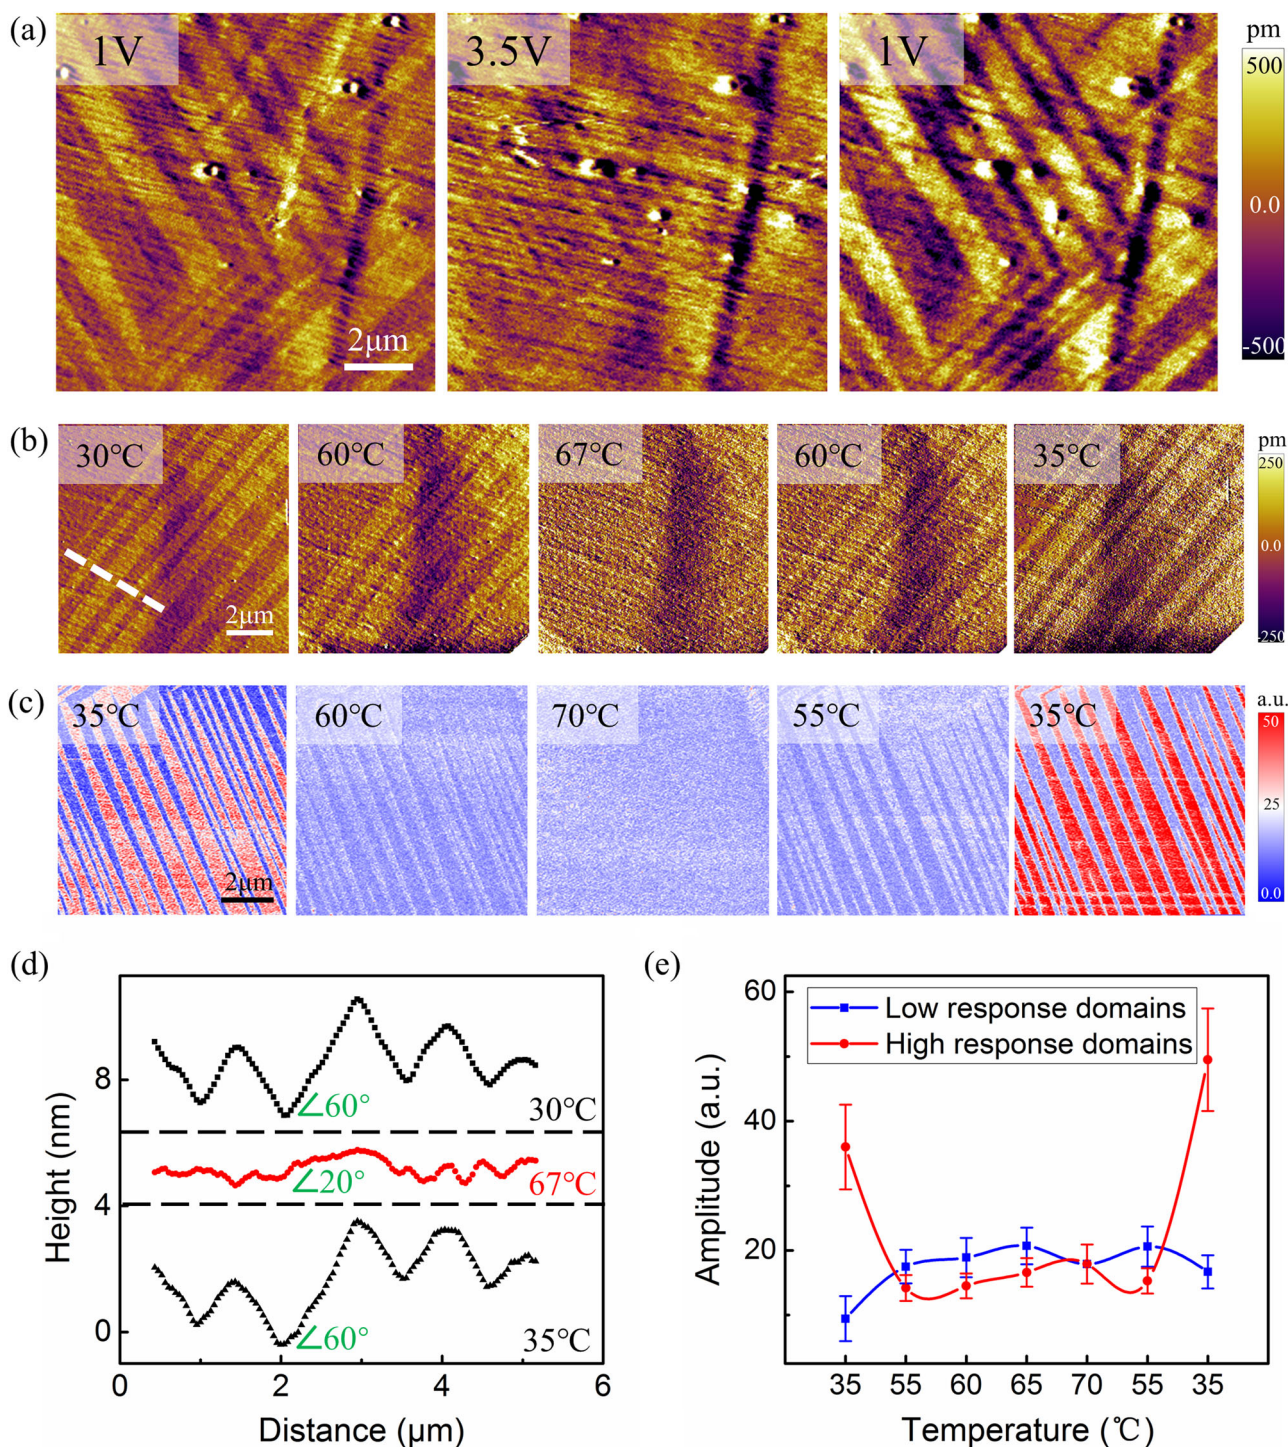 (a)
1V
3.5V
1V
2μm
pm
500
0.0
-500
(b)
30℃
60℃
67℃
60℃
35℃
2μm
pm
250
0.0
-250
(c)
35℃
60℃
70℃
55℃
35℃
2μm
a.u.
50
25
0.0
(d)
Height (nm)
8
4
0
∠60°
30℃
∠20°
67℃
∠60°
35℃
0 2 4 6
Distance (μm)
(e)
Amplitude (a.u.)
60
40
20
Low response domains
High response domains
35 55 60 65 70 55 35
Temperature (℃)